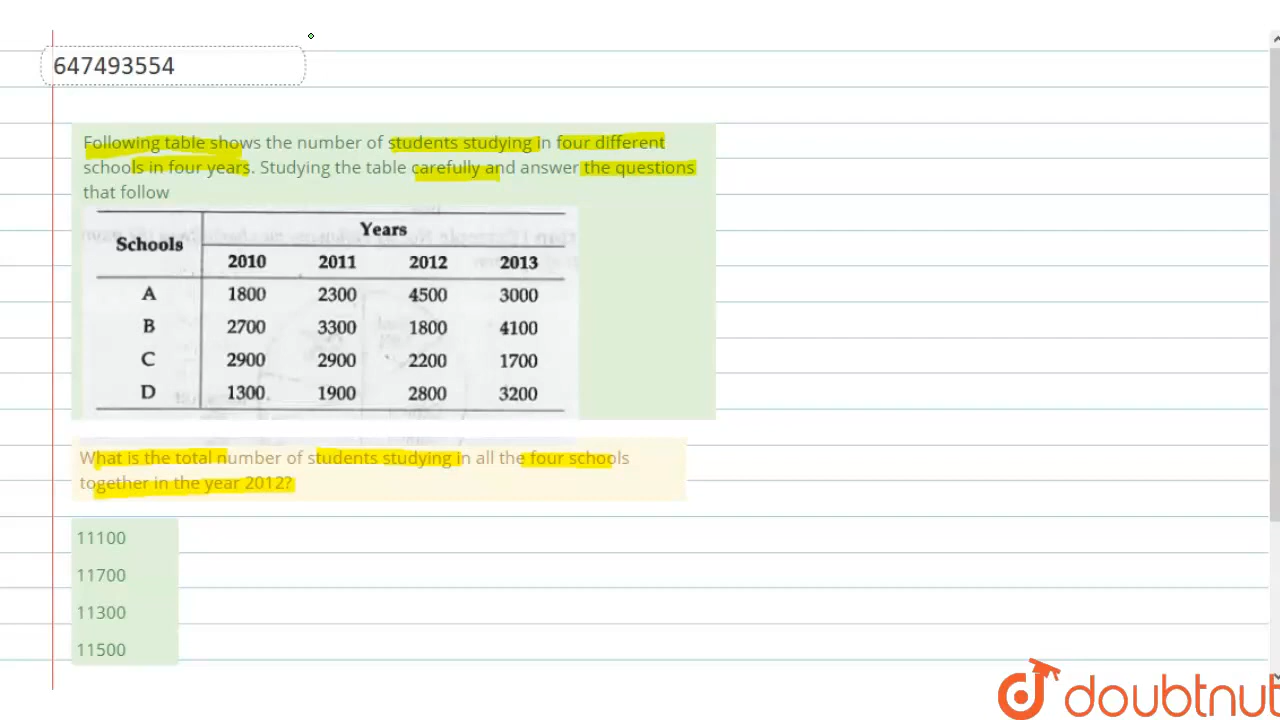 647493554
Following table shows the number of students studying in four different
schools in four years. Studying the table carefully and answer the questions
that follow
Years
Schools
2010 2011 2012 2013
A 1800 2300 4500 3000
B 2700 3300 1800 4100
C 2900 2900 2200 1700
D 1300 1900 2800 3200
What is the total number of students studying in all the four schools
together in the year 2012?
11100
11700
11300
11500
doubtnut